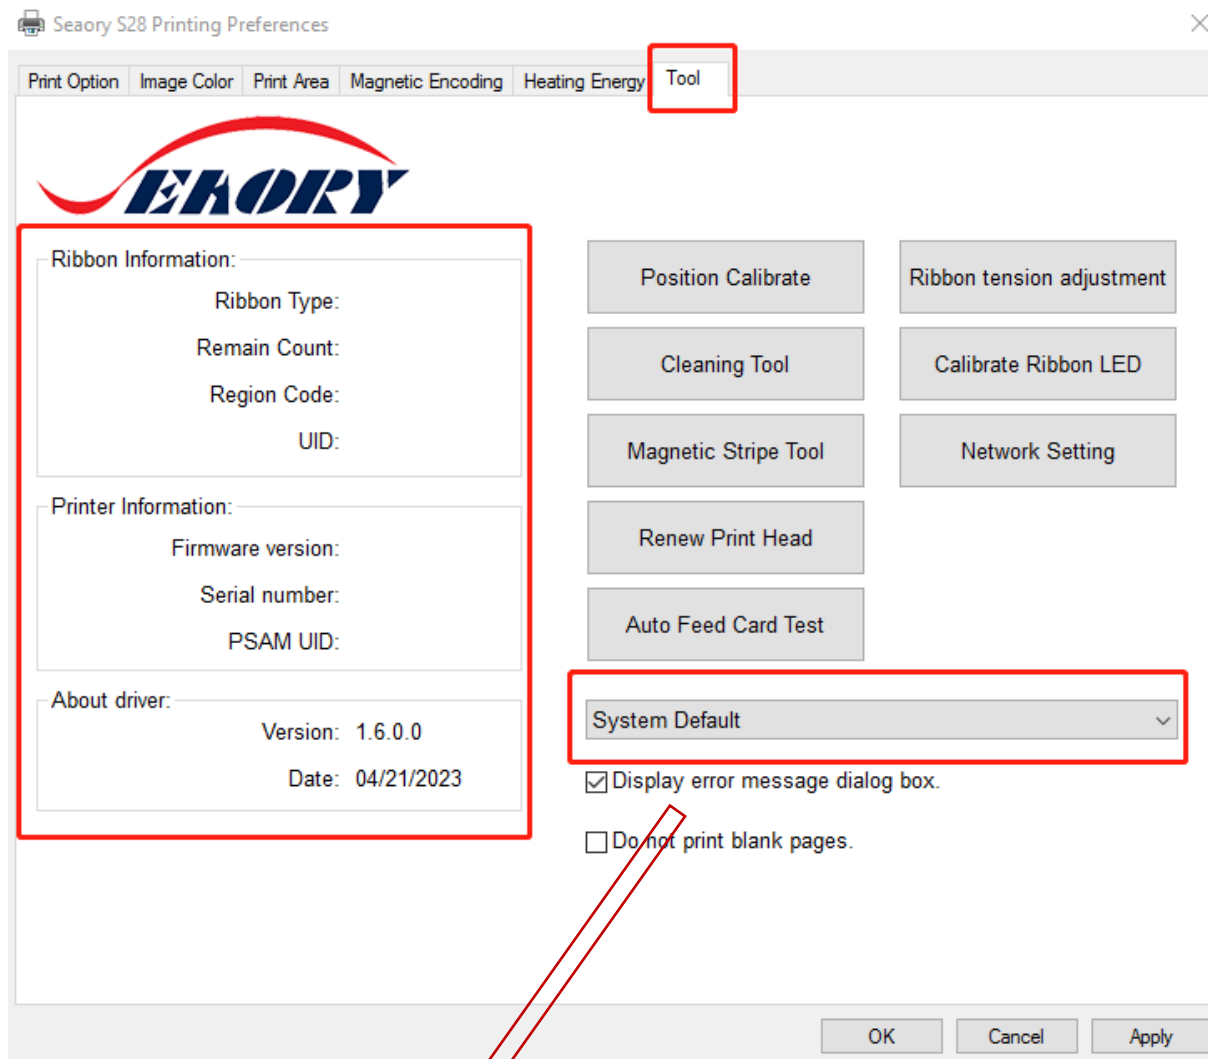 Seaory S28 Printing Preferences
Print Option Image Color Print Area Magnetic Encoding Heating Energy Tool
SEAORY
Ribbon Information:
Ribbon Type:
Remain Count:
Region Code:
UID:
Printer Information:
Firmware version:
Serial number:
PSAM UID:
About driver:
Version: 1.6.0.0
Date: 04/21/2023
Position Calibrate Ribbon tension adjustment
Cleaning Tool Calibrate Ribbon LED
Magnetic Stripe Tool Network Setting
Renew Print Head
Auto Feed Card Test
System Default
Display error message dialog box.
Do not print blank pages.
OK Cancel Apply